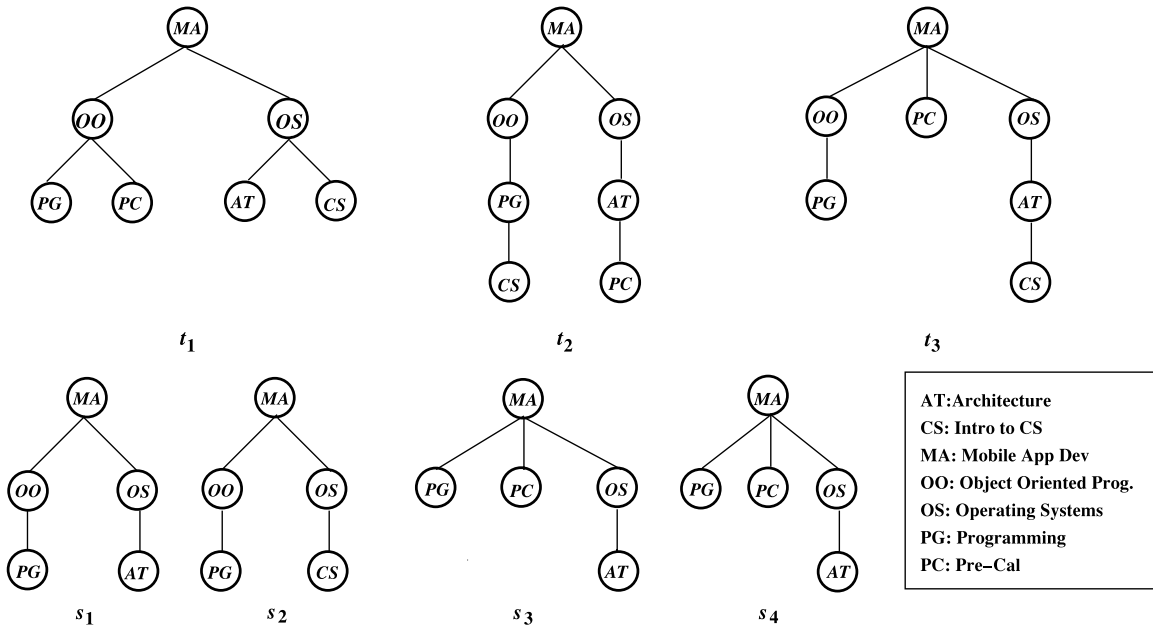 MA MA MA
OO OS OO OS OO PC OS
PG PC AT CS PG AT PG AT
CS PC CS
t1 t2 t3
MA MA MA MA
OO OS OO OS PG PC OS PG PC OS
PG AT PG CS AT AT
s1 s2 s3 s4
AT:Architecture
CS: Intro to CS
MA: Mobile App Dev
OO: Object Oriented Prog.
OS: Operating Systems
PG: Programming
PC: Pre-Cal